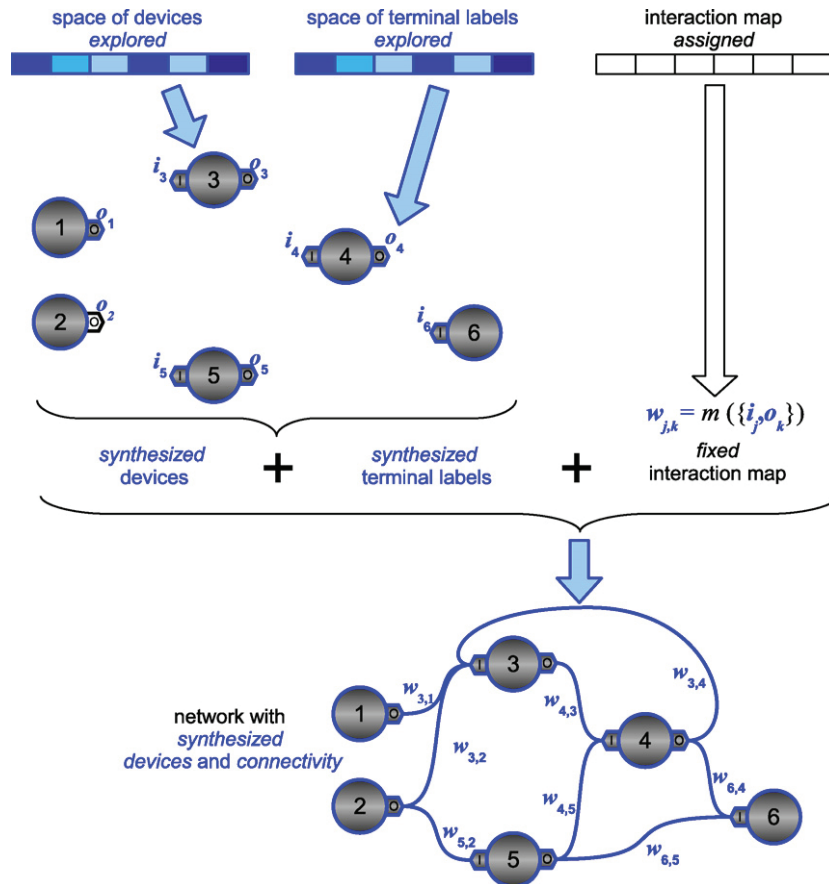 space of devices
explored
space of terminal labels
explored
interaction map
assigned
i3 I 3 O o3
1 O o1
i4 I 4 O o4
2 O o2
i6 I 6
i5 I 5 O o5
wj,k = m ({ij,ok})
synthesized
devices
+
synthesized
terminal labels
+
fixed
interaction map
I 3 O
w3,1
w4,3
w3,4
1 O
network with
synthesized
devices and connectivity
I 4 O
w3,2
w6,4
2 O
w4,5
I 6
w5,2
I 5 O
w6,5